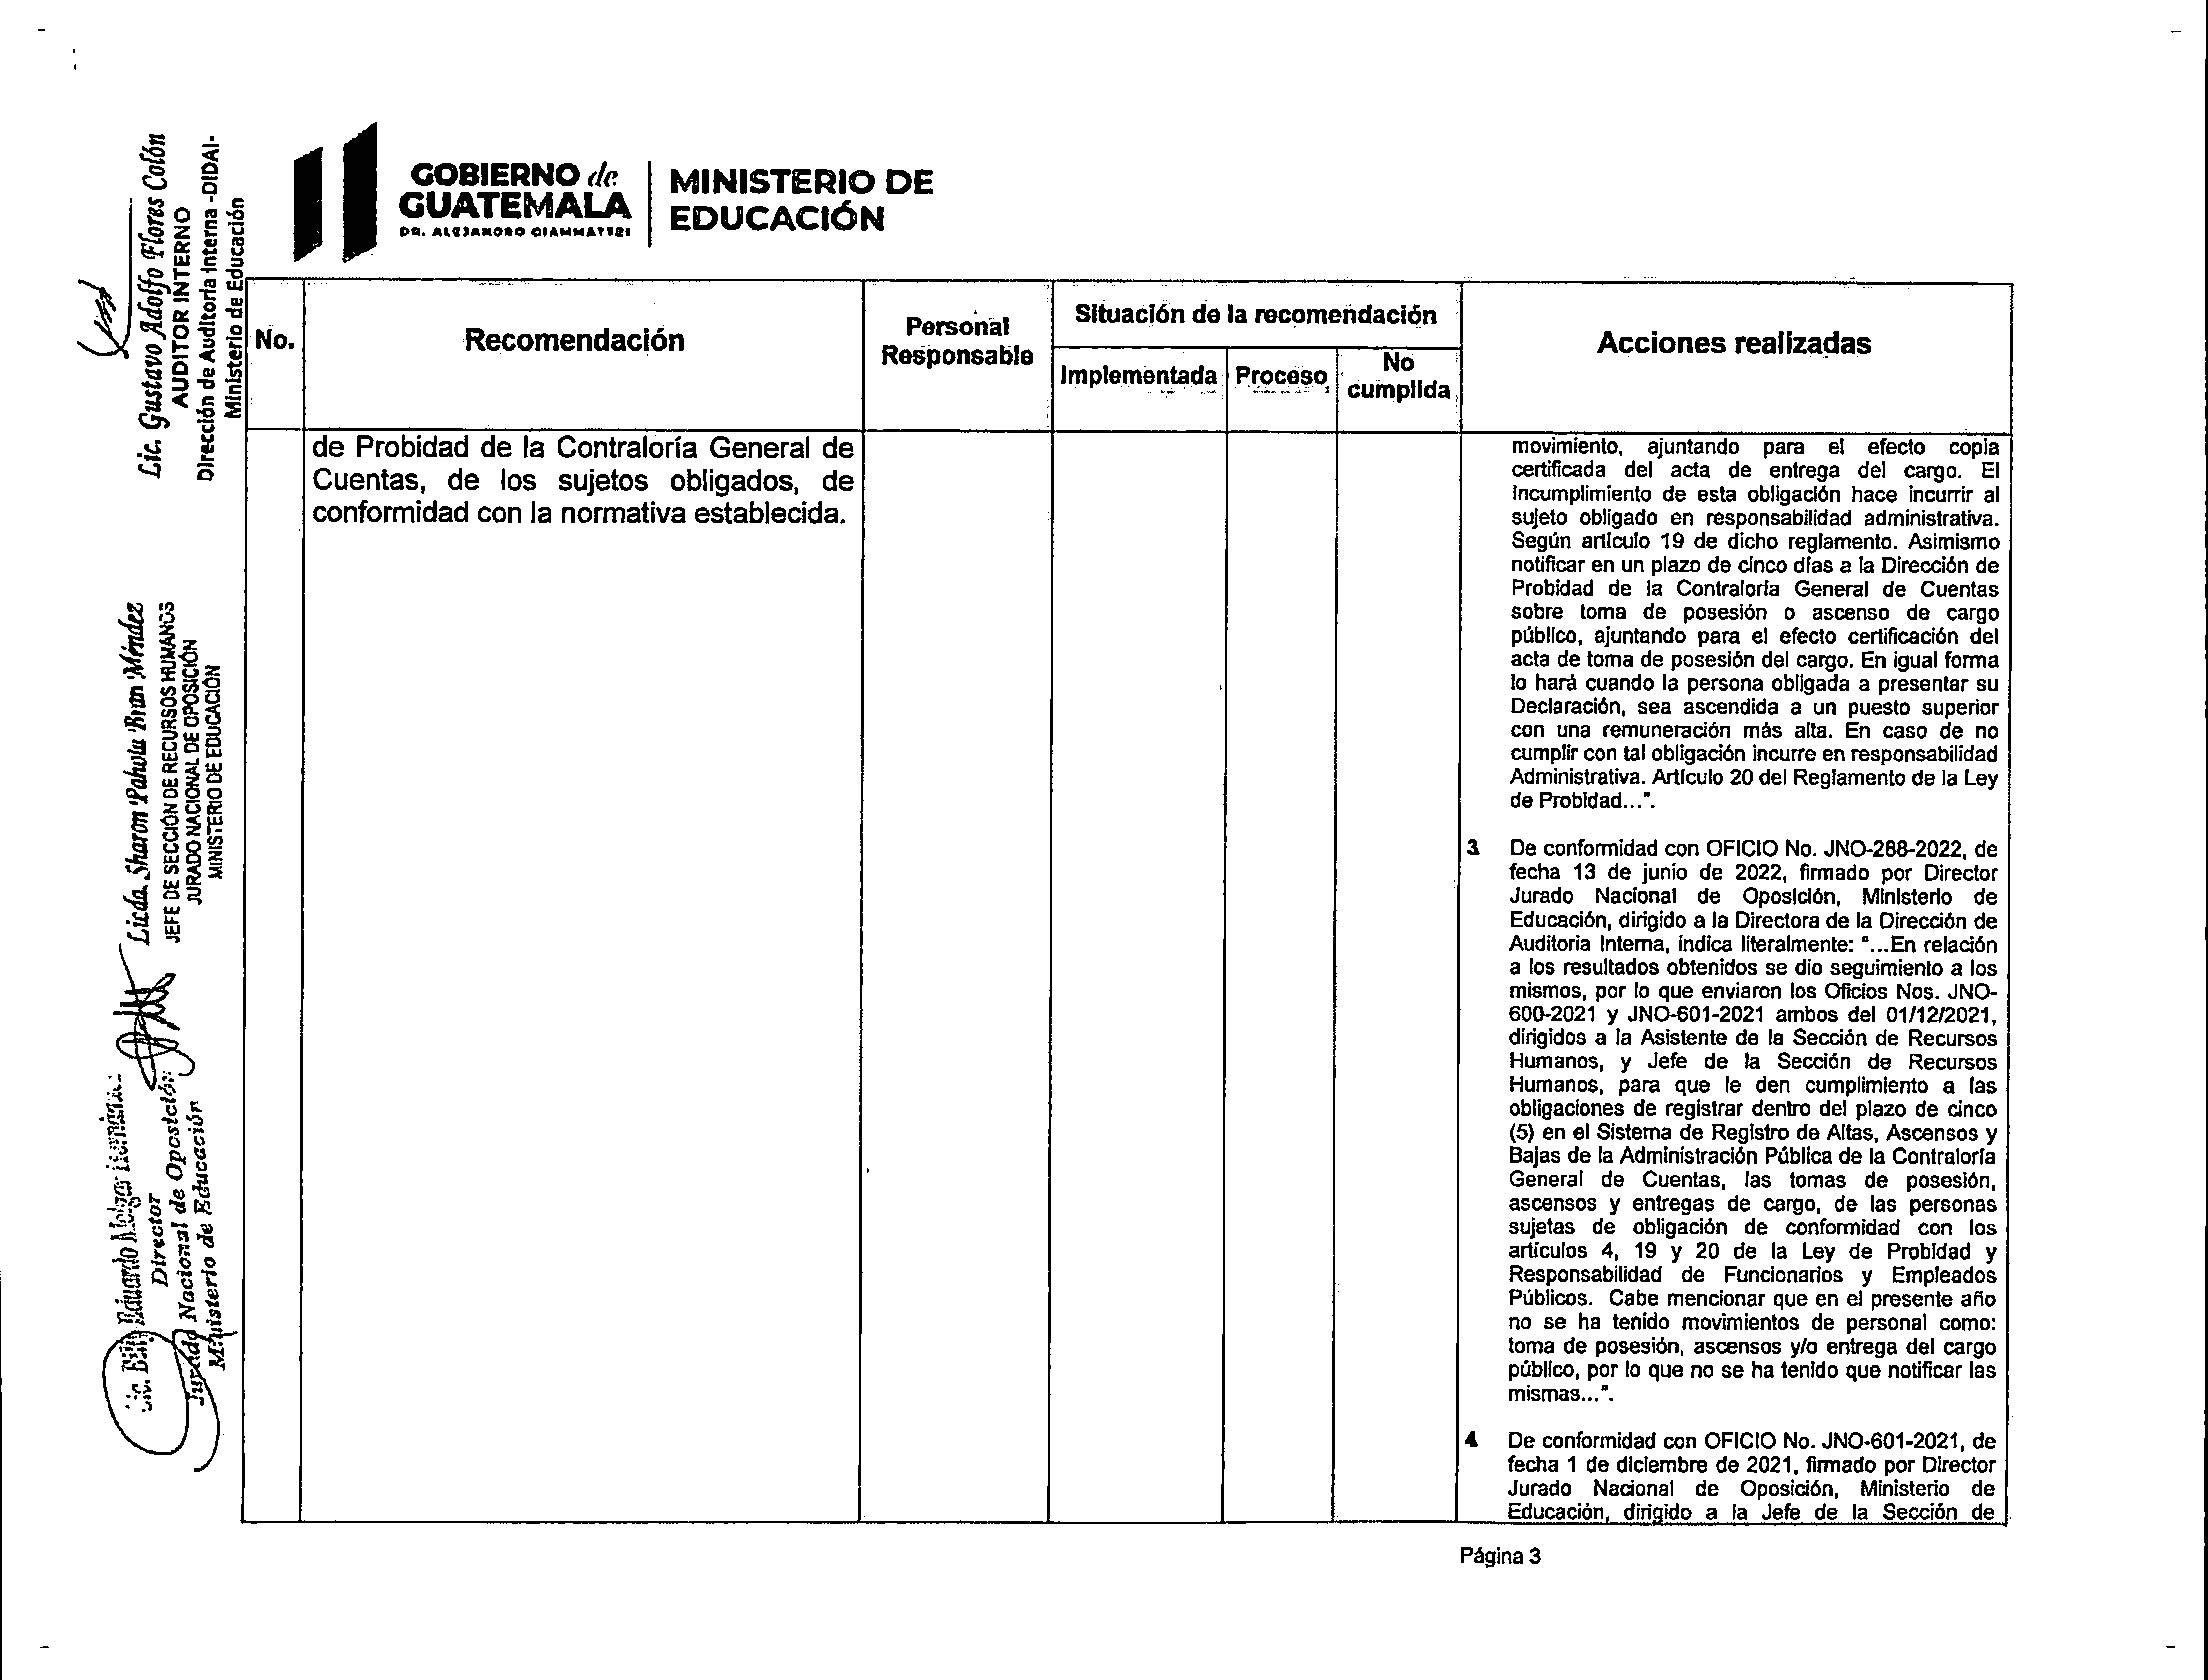 GOBIERNO de
GUATEMALA
DR. ALEJANDRO GIAMMATTEI
MINISTERIO DE
EDUCACIÓN
Lic. Gustavo Adolfo Flores Colón
AUDITOR INTERNO
Dirección de Auditoría Interna -DIDAI-
Ministerio de Educación
Licda. Sharon Pahola Bran Méndez
JEFE DE SECCIÓN DE RECURSOS HUMANOS
JURADO NACIONAL DE OPOSICIÓN
MINISTERIO DE EDUCACIÓN
Eduardo
Director
Jurado Nacional de Oposición
Ministerio de Educación
No.
Recomendación
Personal
Responsable
Situación de la recomendación
Implementada
Proceso
No
cumplida
Acciones realizadas
de Probidad de la Contraloría General de
Cuentas, de los sujetos obligados, de
conformidad con la normativa establecida.
movimiento, ajuntando para el efecto copia
certificada del acta de entrega del cargo. El
Incumplimiento de esta obligación hace incurrir al
sujeto obligado en responsabilidad administrativa.
Según artículo 19 de dicho reglamento. Asimismo
notificar en un plazo de cinco días a la Dirección de
Probidad de la Contraloría General de Cuentas
sobre toma de posesión o ascenso de cargo
público, ajuntando para el efecto certificación del
acta de toma de posesión del cargo. En igual forma
lo hará cuando la persona obligada a presentar su
Declaración, sea ascendida a un puesto superior
con una remuneración más alta. En caso de no
cumplir con tal obligación incurre en responsabilidad
Administrativa. Artículo 20 del Reglamento de la Ley
de Probidad...".
3 De conformidad con OFICIO No. JNO-288-2022, de
fecha 13 de junio de 2022, firmado por Director
Jurado Nacional de Oposición, Ministerio de
Educación, dirigido a la Directora de la Dirección de
Auditoria Interna, indica literalmente: "...En relación
a los resultados obtenidos se dio seguimiento a los
mismos, por lo que enviaron los Oficios Nos. JNO-
600-2021 y JNO-601-2021 ambos del 01/12/2021,
dirigidos a la Asistente de la Sección de Recursos
Humanos, y Jefe de la Sección de Recursos
Humanos, para que le den cumplimiento a las
obligaciones de registrar dentro del plazo de cinco
(5) en el Sistema de Registro de Altas, Ascensos y
Bajas de la Administración Pública de la Contraloría
General de Cuentas, las tomas de posesión,
ascensos y entregas de cargo, de las personas
sujetas de obligación de conformidad con los
artículos 4, 19 y 20 de la Ley de Probidad y
Responsabilidad de Funcionarios y Empleados
Públicos. Cabe mencionar que en el presente año
no se ha tenido movimientos de personal como:
toma de posesión, ascensos y/o entrega del cargo
público, por lo que no se ha tenido que notificar las
mismas...".
4 De conformidad con OFICIO No. JNO-601-2021, de
fecha 1 de diciembre de 2021, firmado por Director
Jurado Nacional de Oposición, Ministerio de
Educación, dirigido a la Jefe de la Sección de
Página 3